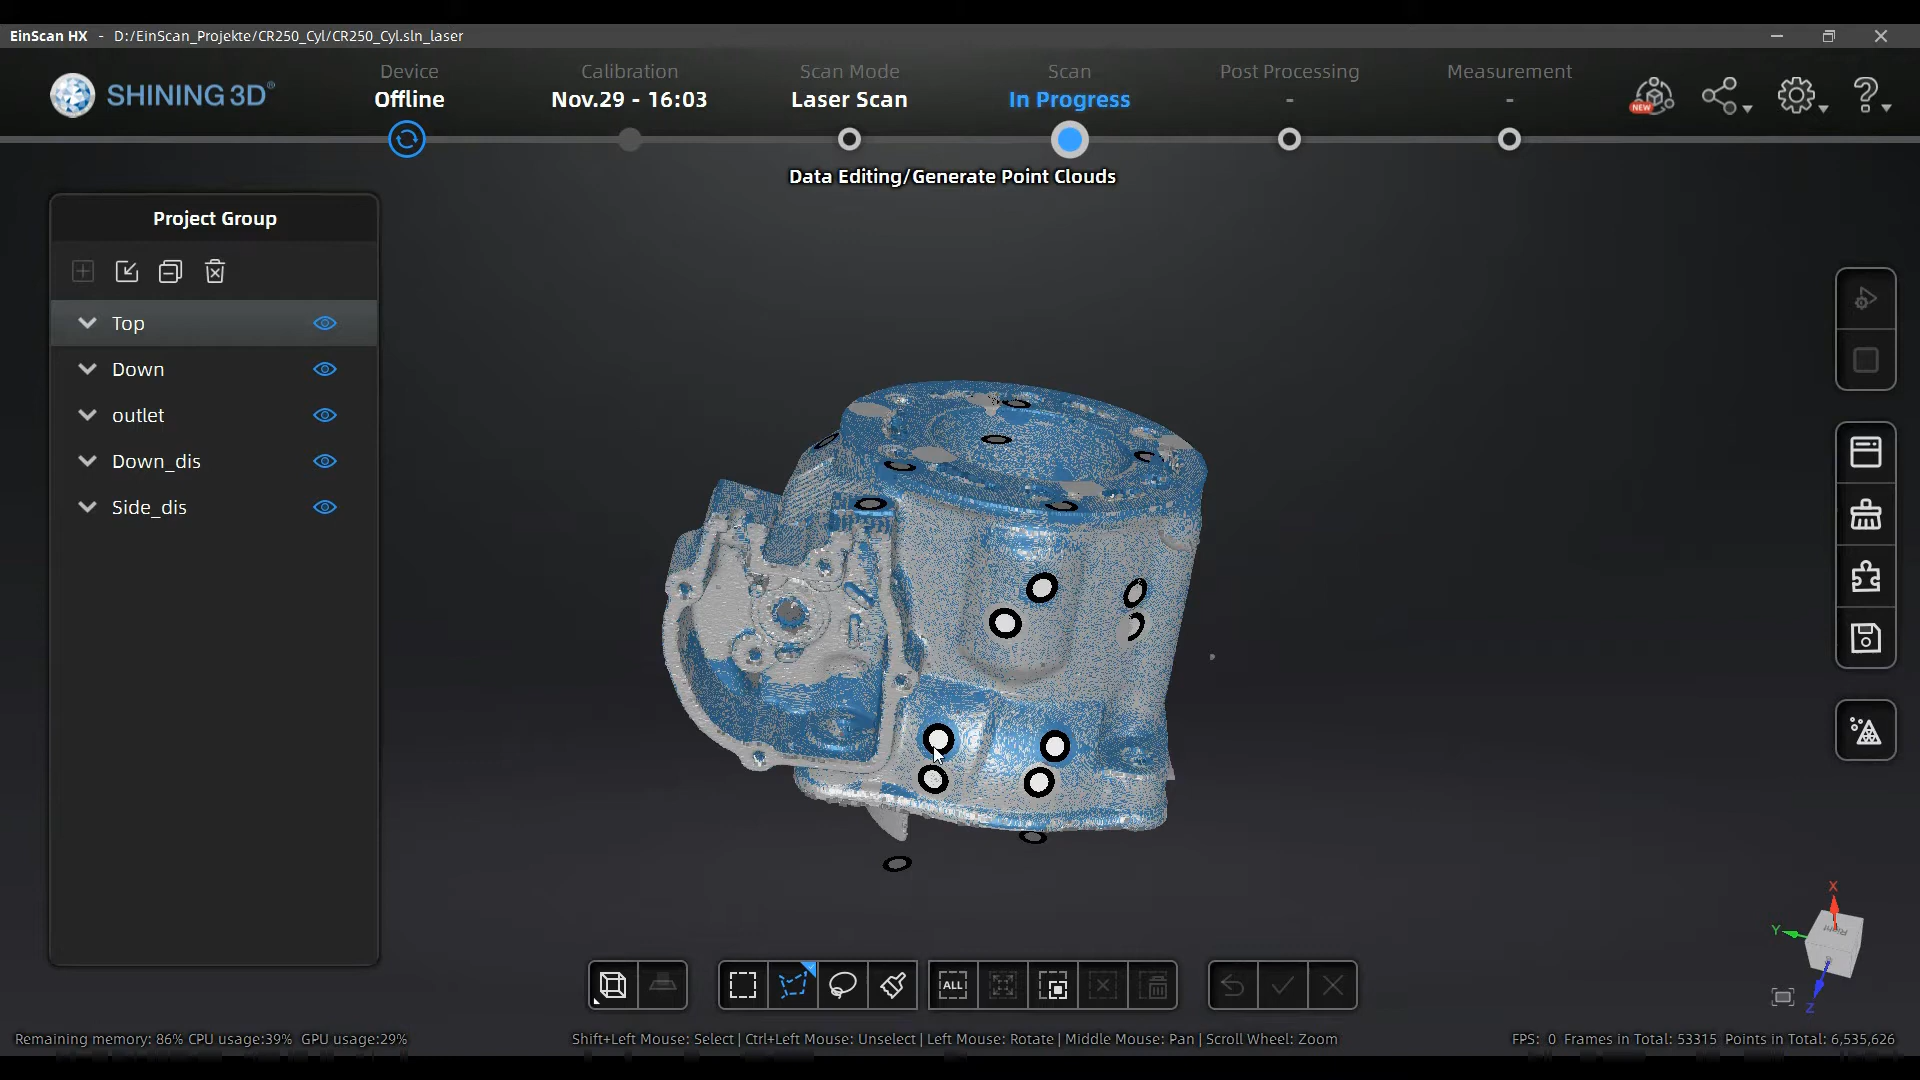 EinScan HX - D:/EinScan_Projekte/CR250_Cyl/CR250_Cyl.sln_laser
SHINING 3D®
Device
Offline
Calibration
Nov.29 - 16:03
Scan Mode
Laser Scan
Scan
In Progress
Post Processing
-
Measurement
-
NEW
Data Editing/Generate Point Clouds
Project Group
Top
Down
outlet
Down_dis
Side_dis
X
Y
Right
Z
ALL
Remaining memory: 86% CPU usage:39% GPU usage:29%
Shift+Left Mouse: Select | Ctrl+Left Mouse: Unselect | Left Mouse: Rotate | Middle Mouse: Pan | Scroll Wheel: Zoom
FPS: 0 Frames in Total: 53315 Points in Total: 6,535,626